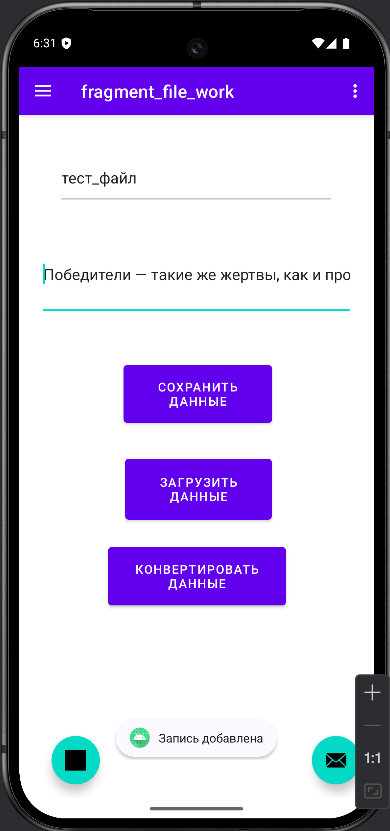 6:31
fragment_file_work
тест_файл
Победители — такие же жертвы, как и про
СОХРАНИТЬ
ДАННЫЕ
ЗАГРУЗИТЬ
ДАННЫЕ
КОНВЕРТИРОВАТЬ
ДАННЫЕ
Запись добавлена
1:1